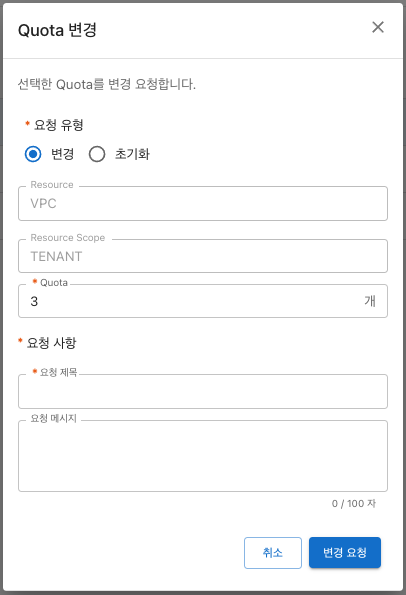 Quota 변경
선택한 Quota를 변경 요청합니다.
* 요청 유형
변경 초기화
Resource
VPC
Resource Scope
TENANT
* Quota
3 개
* 요청 사항
* 요청 제목
요청 메시지
0 / 100 자
취소 변경 요청